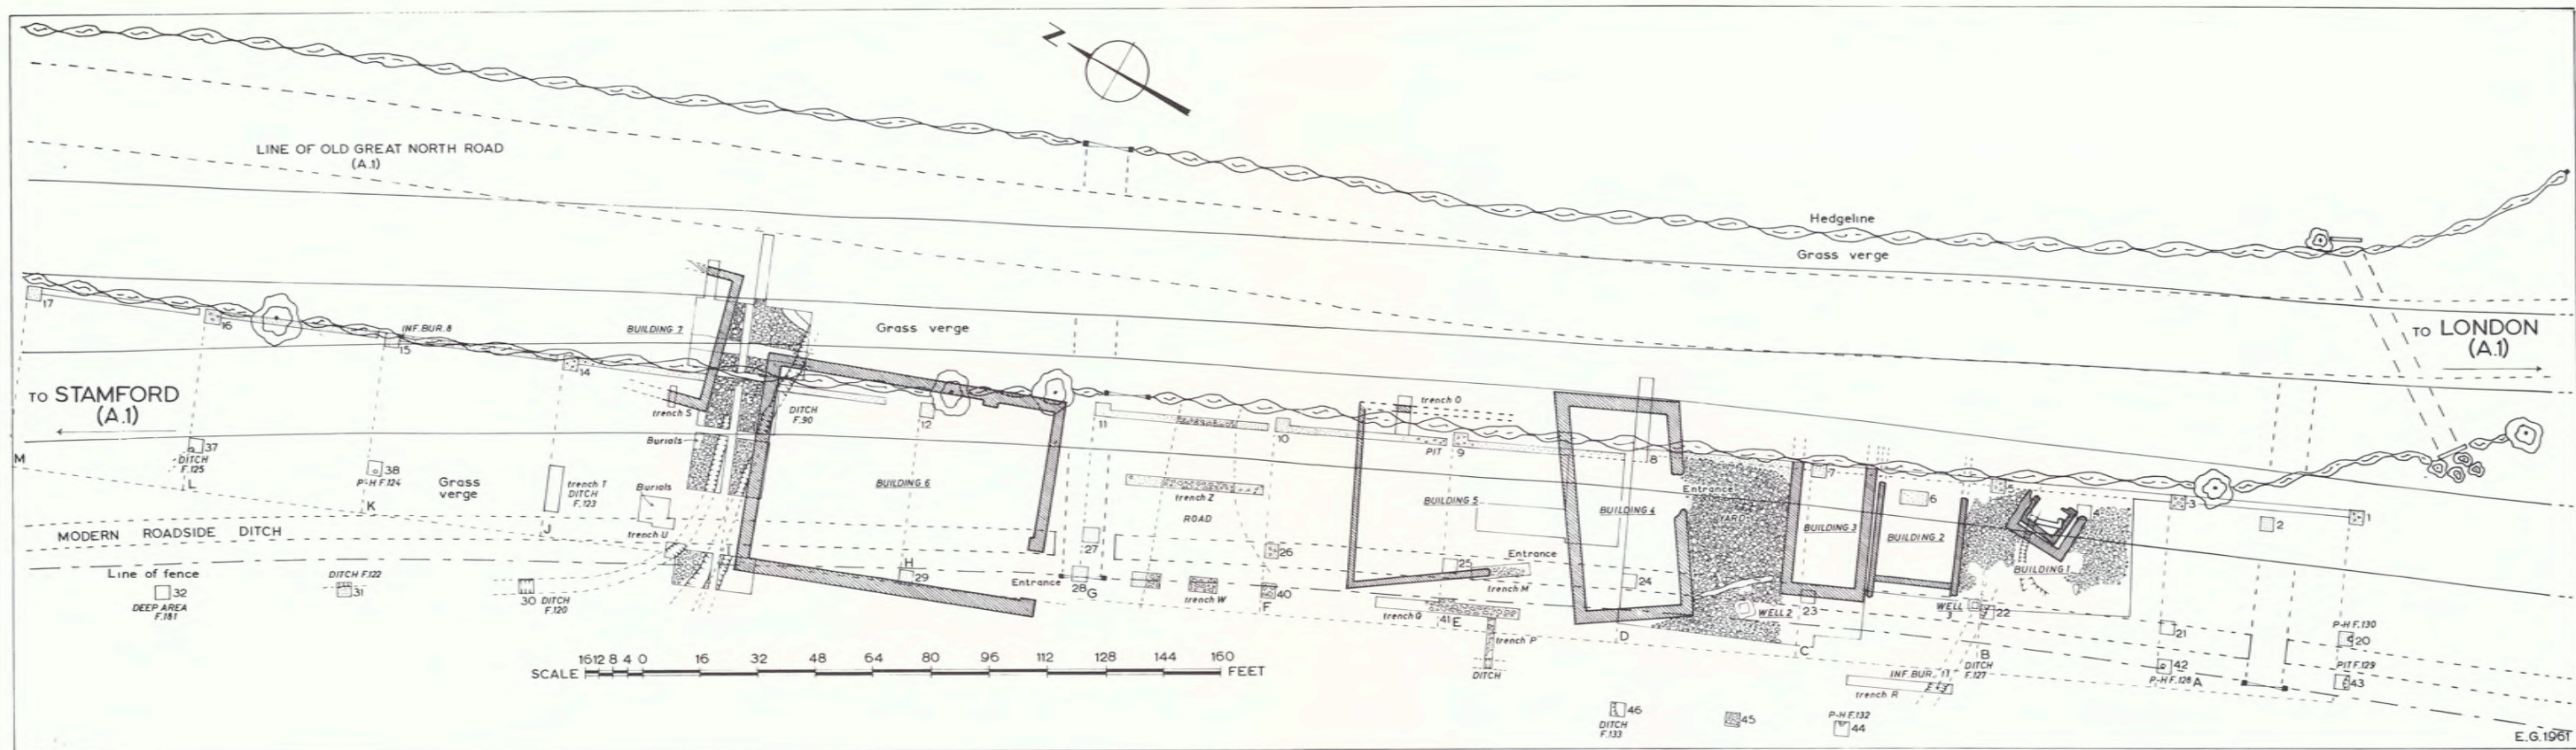 N
LINE OF OLD GREAT NORTH ROAD
(A.1)
Hedgeline
Grass verge
TO LONDON
(A.1)
TO STAMFORD
(A.1)
17
16
INF. BUR. 8
15
14
BUILDING 7
Grass verge
trench S
DITCH
F.90
Burials
12
11
10
trench O
PIT
9
8
7
6
4
3
2
1
37
DITCH
F.125
M
L
38
P-H F.124
K
Grass
verge
trench T
DITCH
F.123
J
Burials
trench U
BUILDING 6
trench Z
ROAD
BUILDING 5
BUILDING 4
Entrance
YARD
BUILDING 3
BUILDING 2
BUILDING 1
MODERN ROADSIDE DITCH
Line of fence
32
DEEP AREA
F.181
DITCH F.122
31
30
DITCH
F.120
I
H
29
27
Entrance
28
G
26
trench W
40
F
25
Entrance
trench M
trench Q
41
E
trench P
DITCH
24
D
WELL 2
23
C
WELL
3
22
B
DITCH
F.127
INF. BUR. 11
trench R
21
42
P-H F.128
A
P-H F.130
20
PIT F.129
43
46
DITCH
F.133
45
P-H F.132
44
SCALE 16 12 8 4 0 16 32 48 64 80 96 112 128 144 160 FEET
E.G.1961